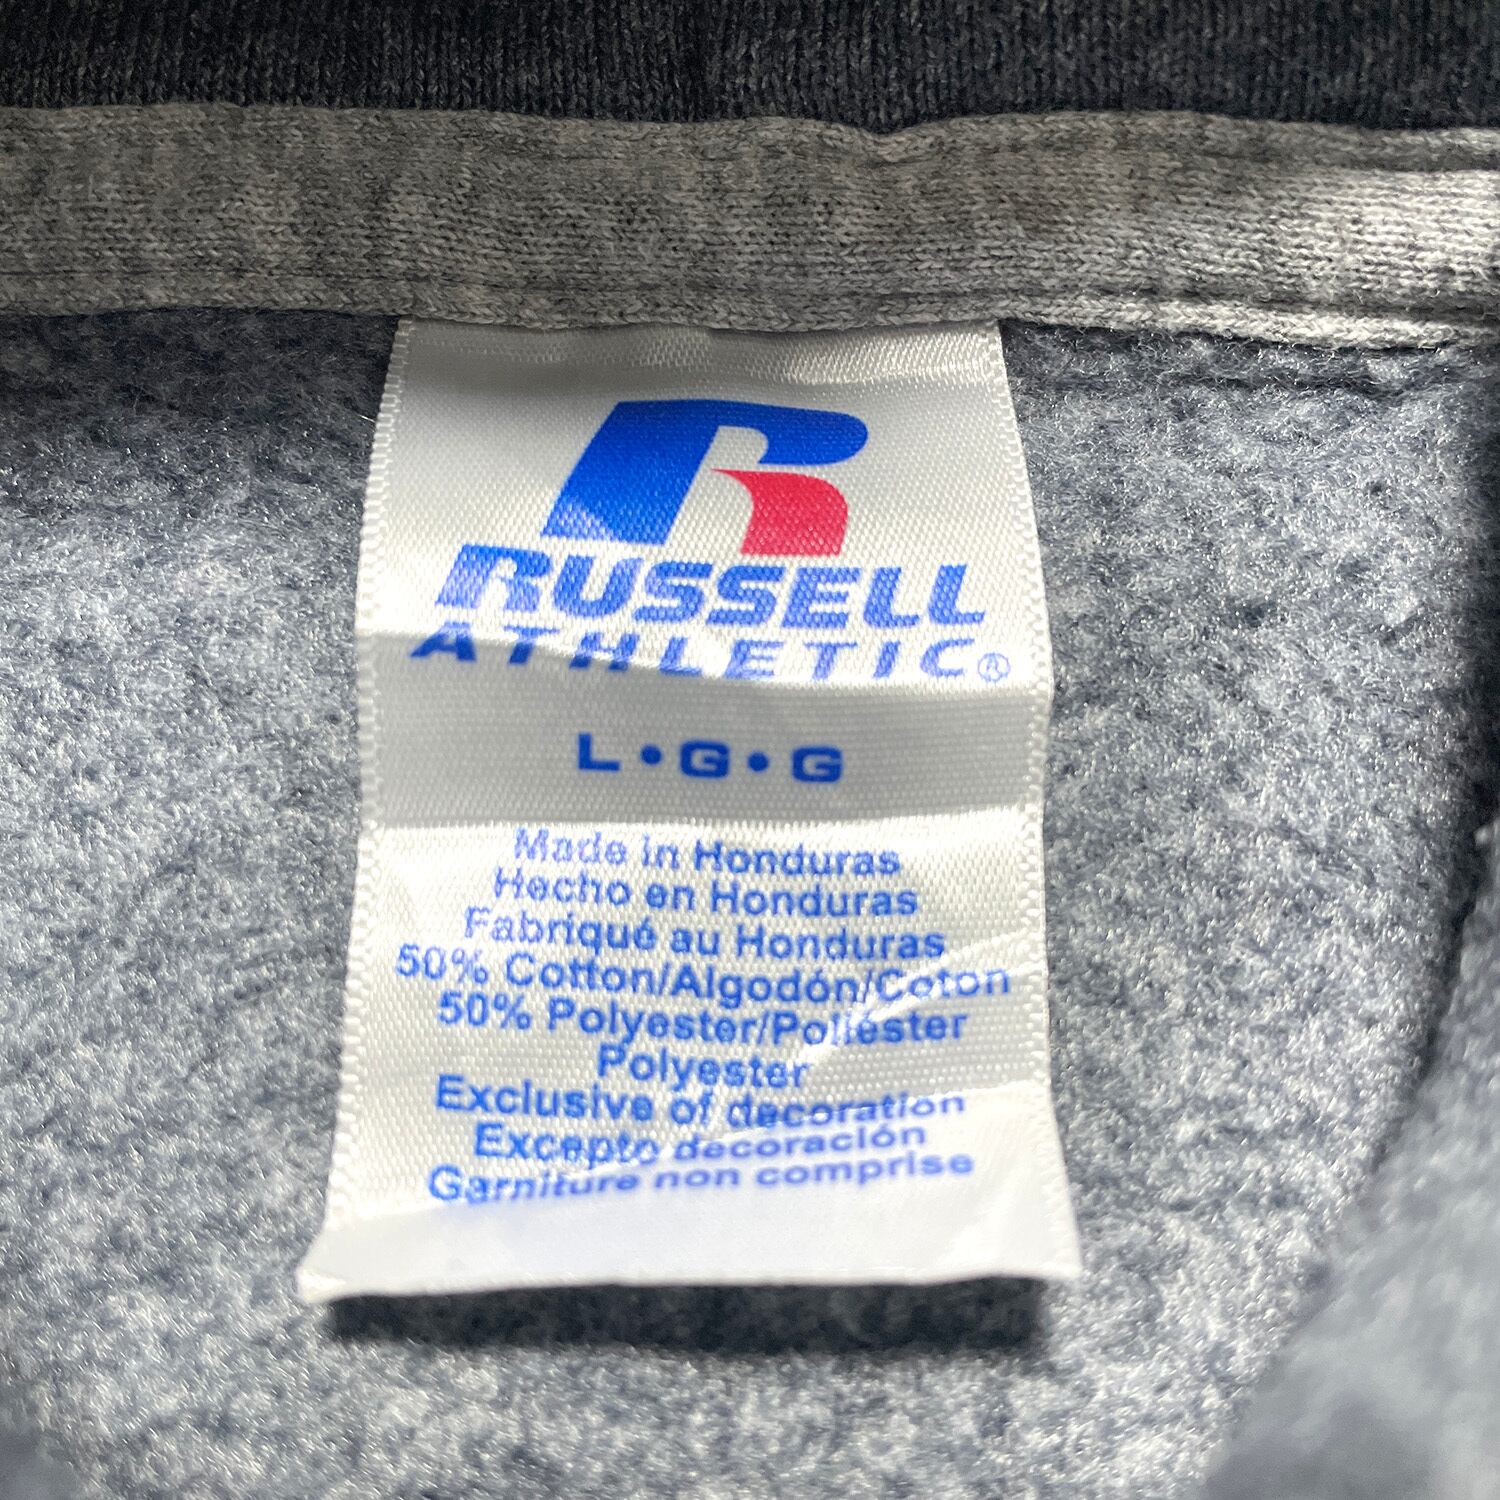 R
RUSSELL
ATHLETIC®
L•G•G
Made in Honduras
Hecho en Honduras
Fabriqué au Honduras
50% Cotton/Algodón/Coton
50% Polyester/Poliéster
Polyester
Exclusive of decoration
Excepto decoración
Garniture non comprise